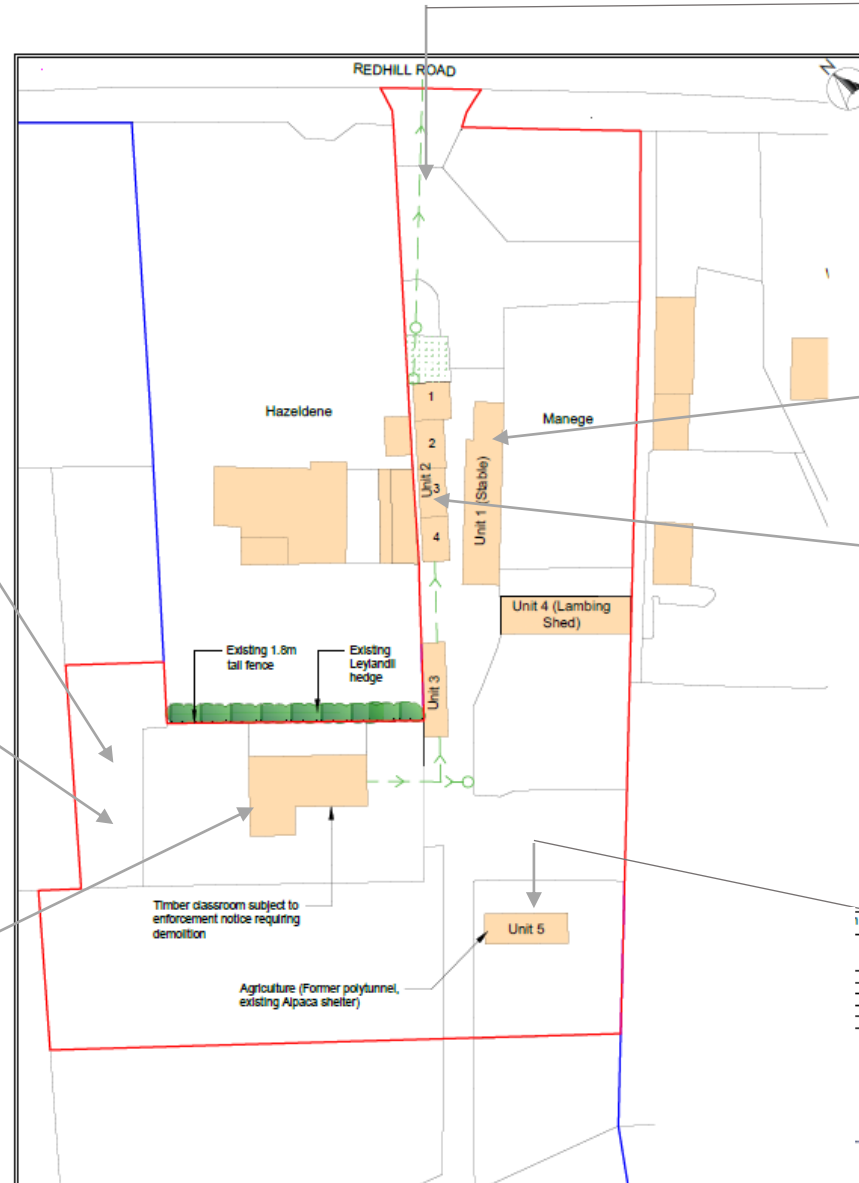 REDHILL ROAD
N
1
Hazeldene
Manege
2
Unit 2
3
Unit 1 (Stable)
4
Unit 4 (Lambing
Shed)
Existing 1.8m
tall fence
Existing
Leylandii
hedge
Unit 3
Timber classroom subject to
enforcement notice requiring
demolition
Unit 5
Agriculture (Former polytunnel,
existing Alpaca shelter)